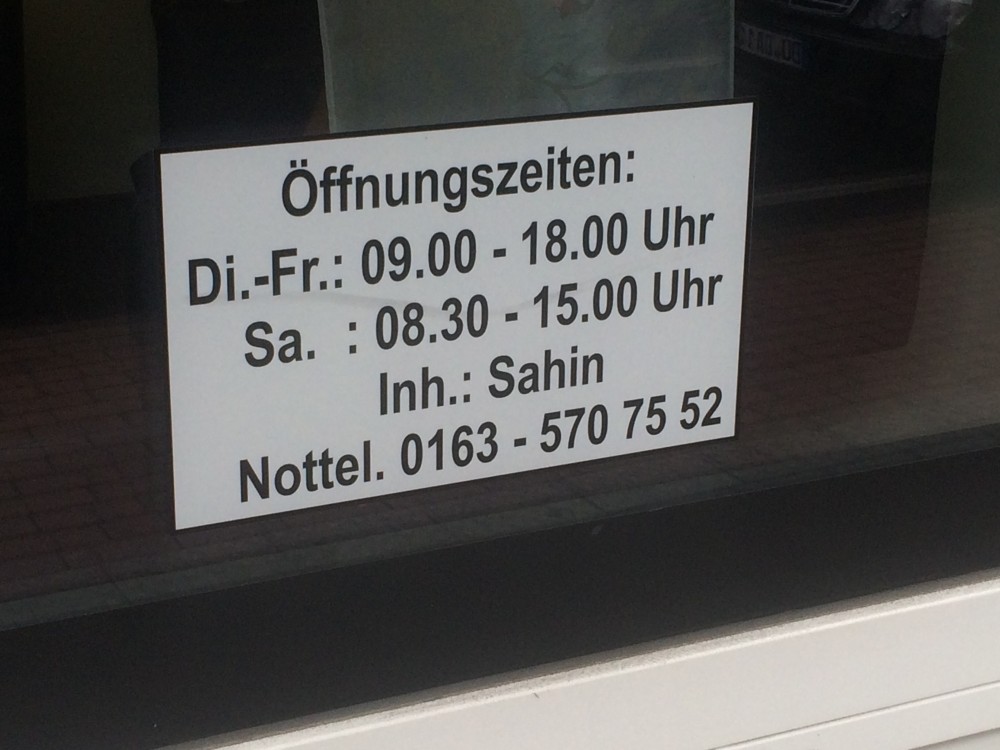 Öffnungszeiten:
Di.-Fr.: 09.00 - 18.00 Uhr
Sa. : 08.30 - 15.00 Uhr
Inh.: Sahin
Nottel. 0163 - 570 75 52